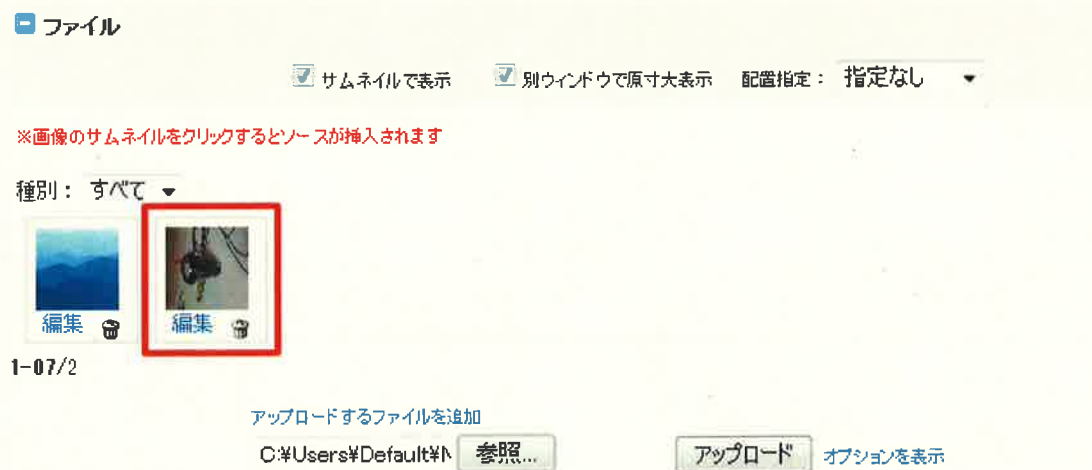 ファイル
サムネイルで表示 別ウィンドウで原寸大表示 配置指定： 指定なし
※画像のサムネイルをクリックするとソースが挿入されます
種別： すべて
編集 編集
1-07/2
アップロードするファイルを追加
C:¥Users¥Default¥N 参照... アップロード オプションを表示